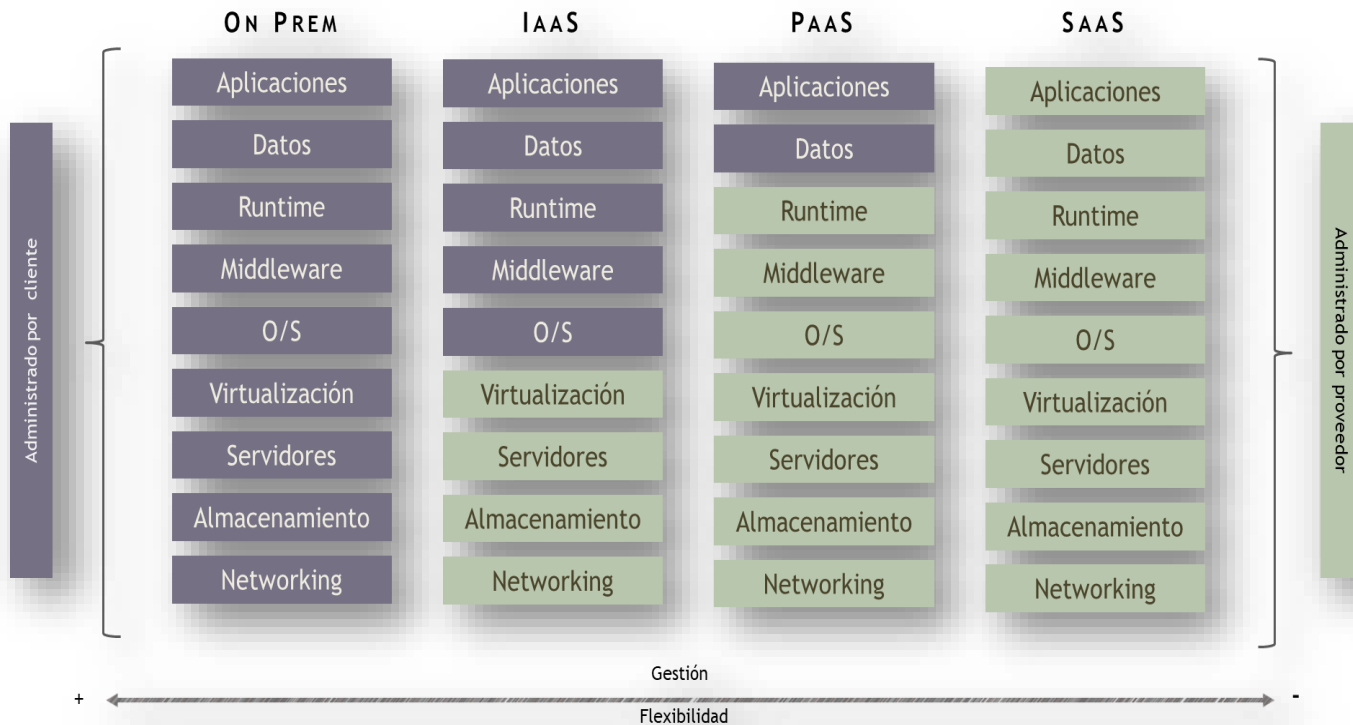 ON PREM
IAAS
PAAS
SAAS
Administrado por cliente
Aplicaciones
Datos
Runtime
Middleware
O/S
Virtualización
Servidores
Almacenamiento
Networking
Aplicaciones
Datos
Runtime
Middleware
O/S
Virtualización
Servidores
Almacenamiento
Networking
Aplicaciones
Datos
Runtime
Middleware
O/S
Virtualización
Servidores
Almacenamiento
Networking
Aplicaciones
Datos
Runtime
Middleware
O/S
Virtualización
Servidores
Almacenamiento
Networking
Administrado por proveedor
Gestión
+
-
Flexibilidad